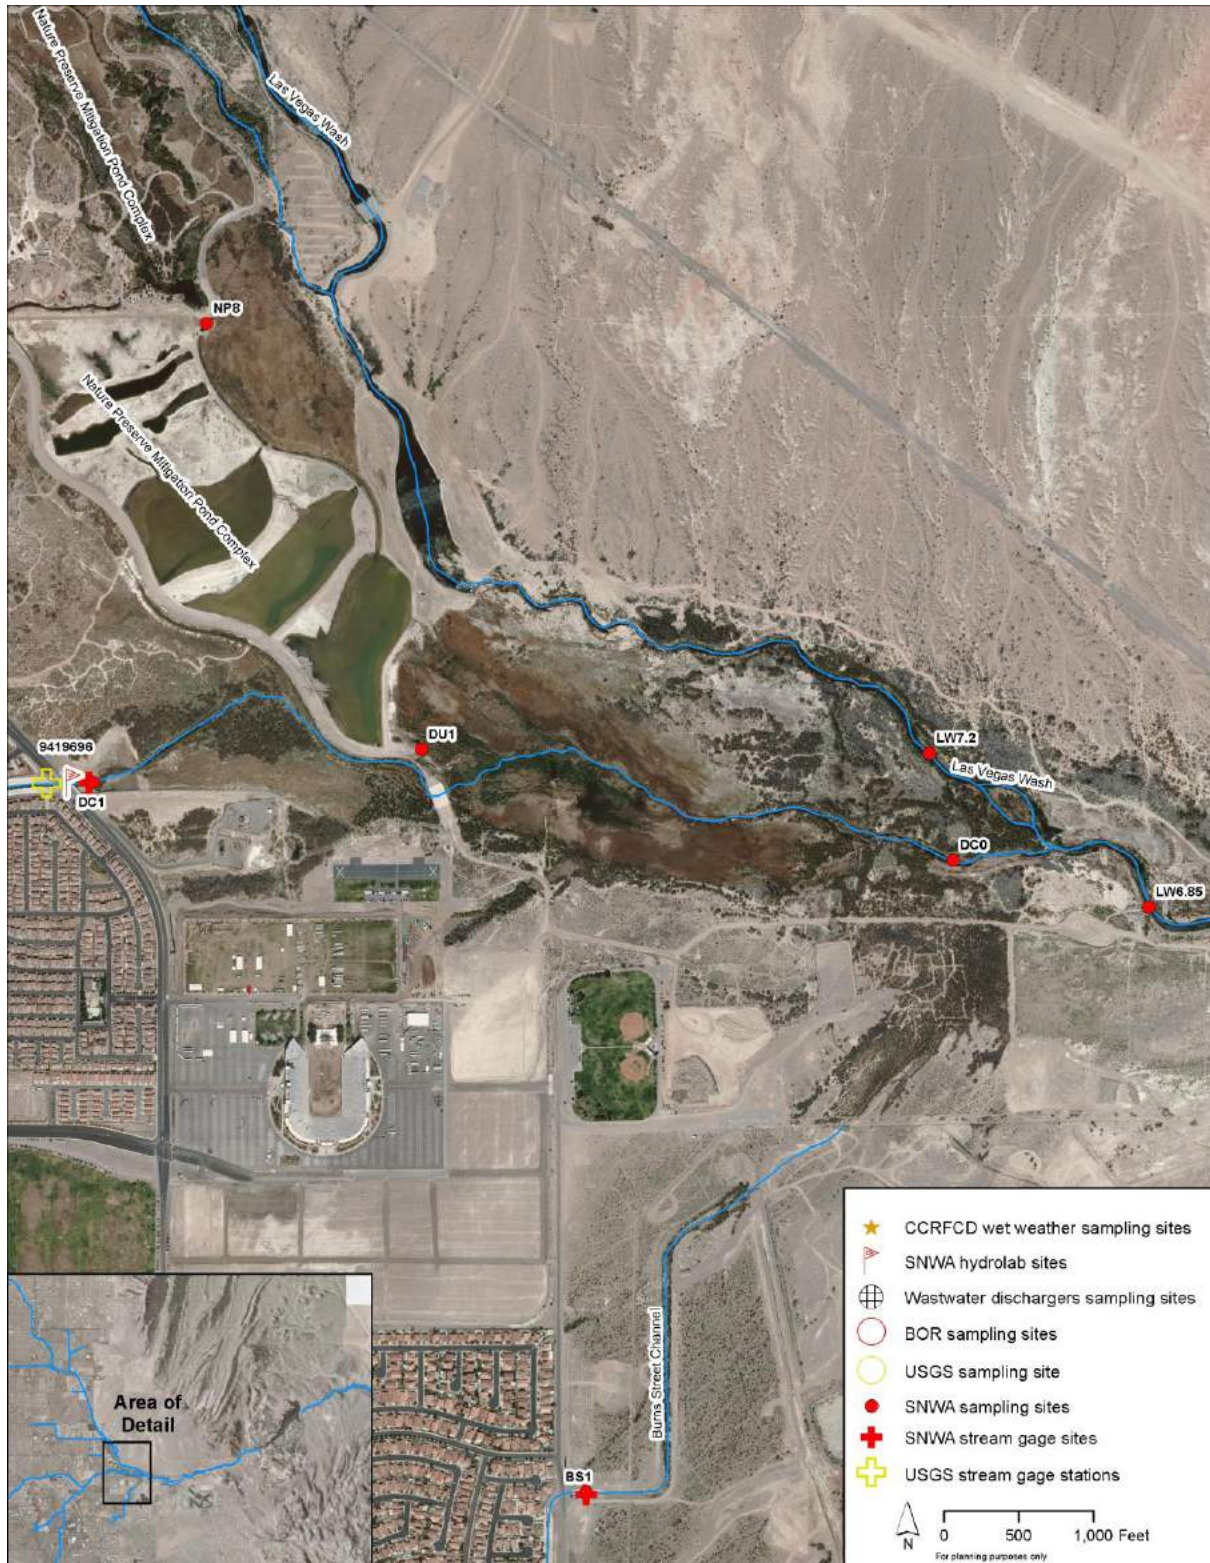 Nature Preserve Mitigation Pond Complex
Las Vegas Wash
NP8
Nature Preserve Mitigation Pond Complex
DU1
9419696
DC1
LW7.2
Las Vegas Wash
DC0
LW6.85
Burns Street Channel
BS1
Area of
Detail
CCRFCD wet weather sampling sites
SNWA hydrolab sites
Wastwater dischargers sampling sites
BOR sampling sites
USGS sampling site
SNWA sampling sites
SNWA stream gage sites
USGS stream gage stations
N
0 500 1,000 Feet
For planning purposes only